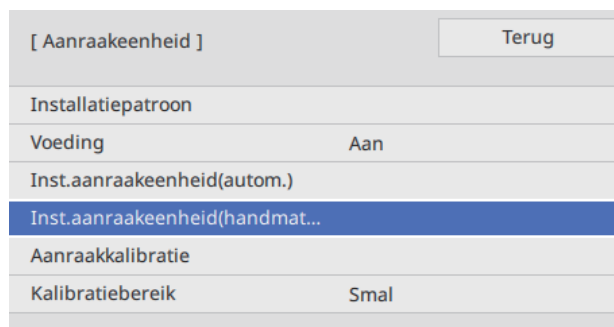 [ Aanraakeenheid ]
Terug
Installatiepatroon
Voeding Aan
Inst.aanraakeenheid(autom.)
Inst.aanraakeenheid(handmat...
Aanraakkalibratie
Kalibratiebereik Smal